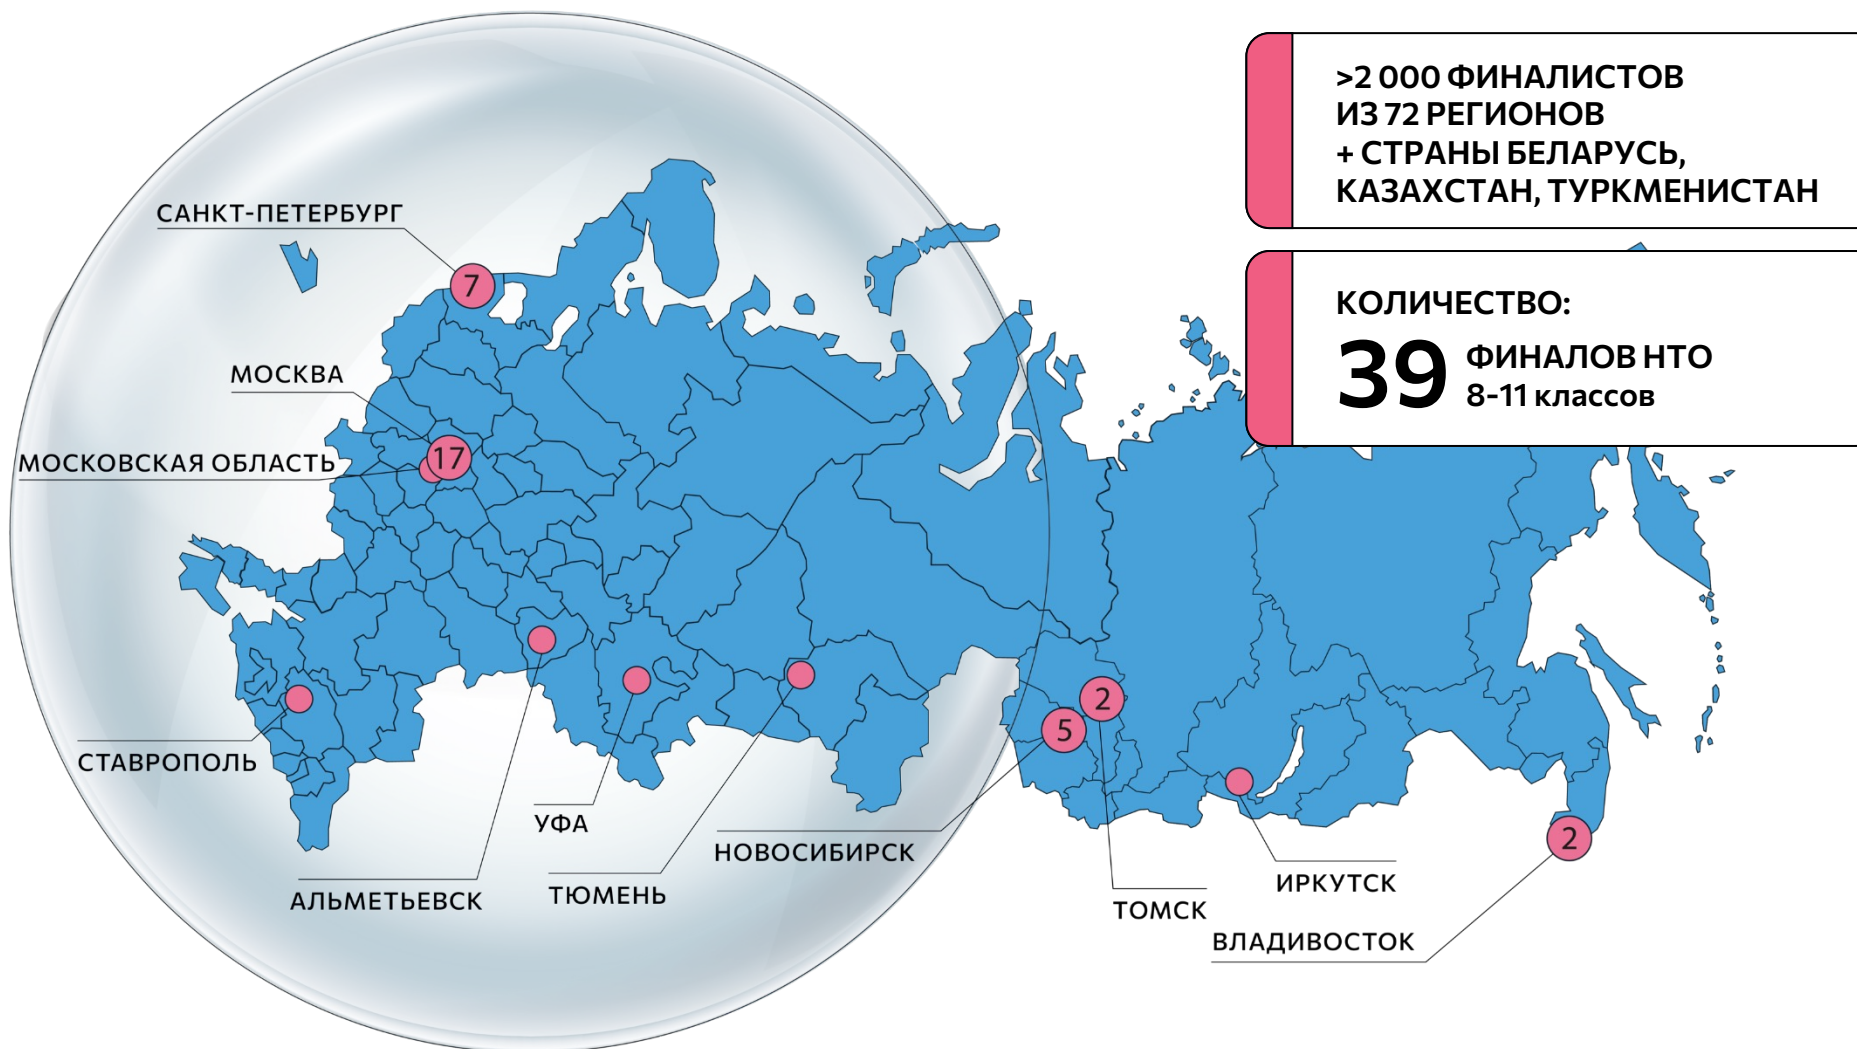 >2 000 ФИНАЛИСТОВ
ИЗ 72 РЕГИОНОВ
+ СТРАНЫ БЕЛАРУСЬ,
КАЗАХСТАН, ТУРКМЕНИСТАН
КОЛИЧЕСТВО:
39 ФИНАЛОВ НТО
8-11 классов
САНКТ-ПЕТЕРБУРГ
7
МОСКВА
17
МОСКОВСКАЯ ОБЛАСТЬ
СТАВРОПОЛЬ
АЛЬМЕТЬЕВСК
УФА
ТЮМЕНЬ
НОВОСИБИРСК
5
2
ТОМСК
ИРКУТСК
2
ВЛАДИВОСТОК